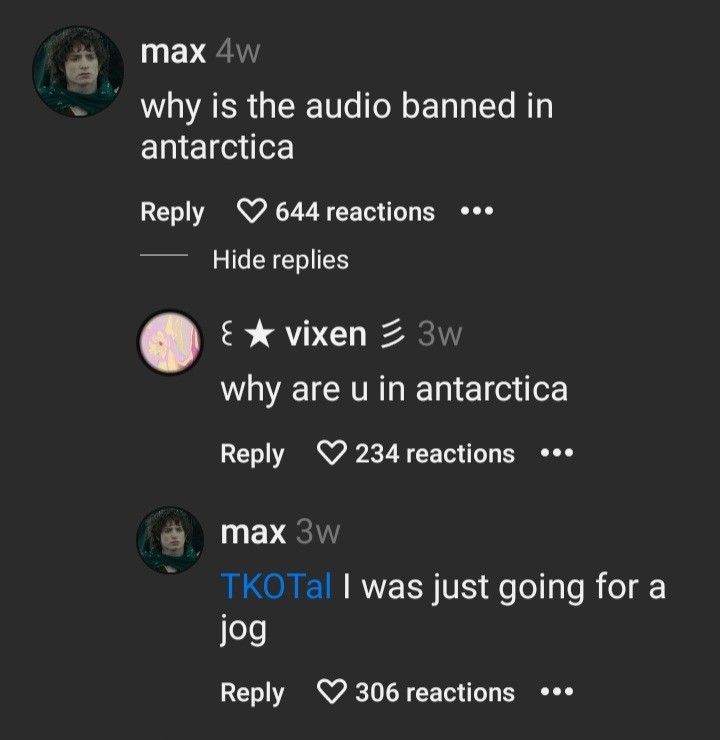 max 4w
why is the audio banned in
antarctica
Reply ♡ 644 reactions •••
Hide replies
꒰ ★ vixen 彡 3w
why are u in antarctica
Reply ♡ 234 reactions •••
max 3w
TKOTal I was just going for a
jog
Reply ♡ 306 reactions •••